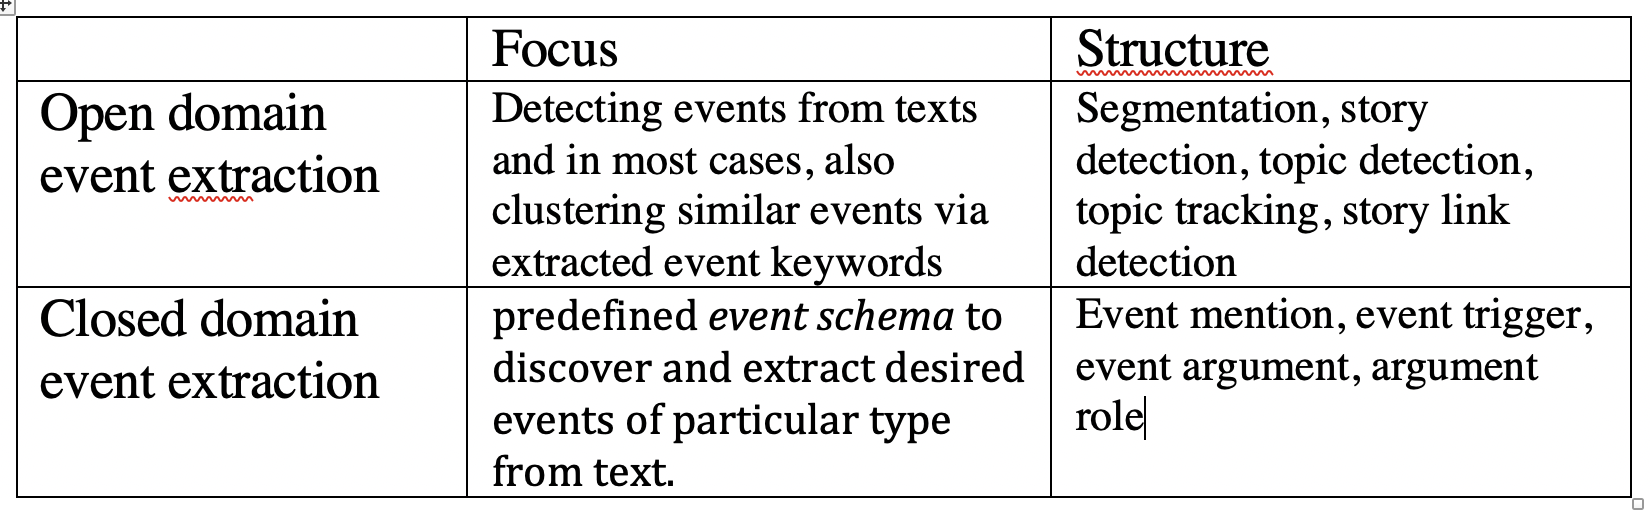 Focus
Structure
Open domain
event extraction
Detecting events from texts
and in most cases, also
clustering similar events via
extracted event keywords
Segmentation, story
detection, topic detection,
topic tracking, story link
detection
Closed domain
event extraction
predefined event schema to
discover and extract desired
events of particular type
from text.
Event mention, event trigger,
event argument, argument
role